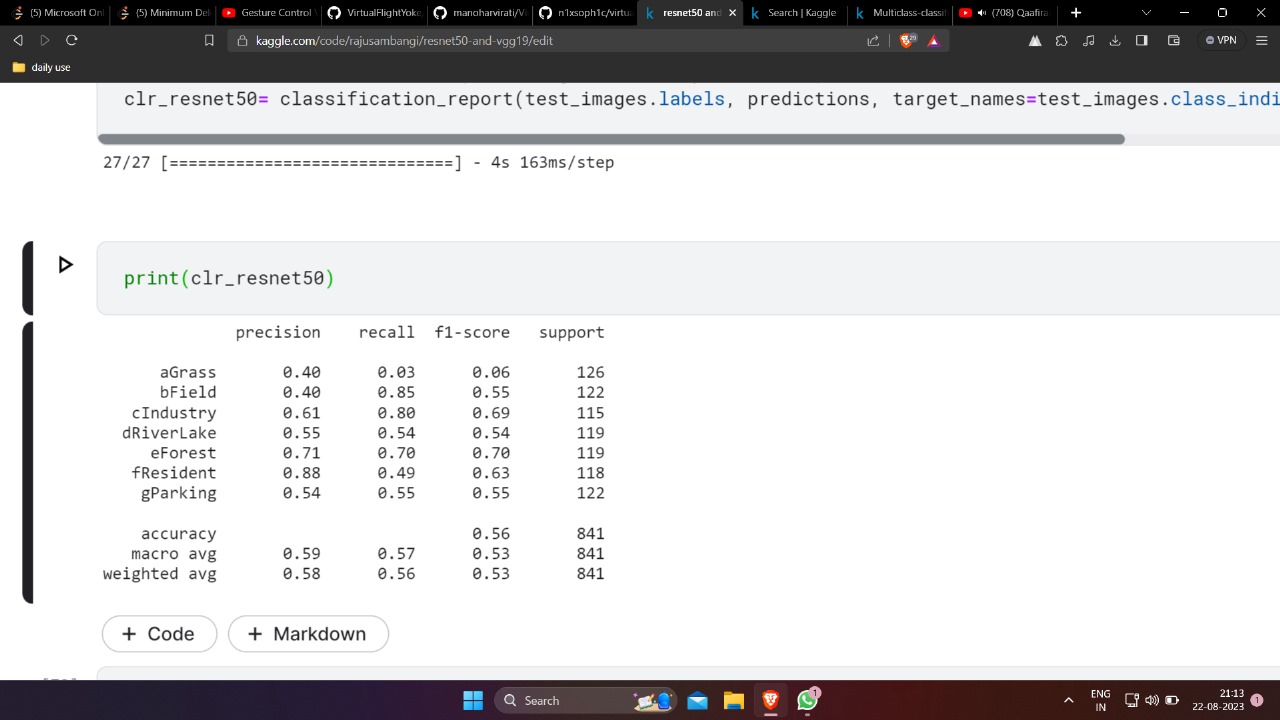 (5) Microsoft Onl
(5) Minimum Del
Gesture Control V
VirtualFlightYoke
manoharvirati/Vi
n1xsoph1c/virtua
resnet50 and
Search | Kaggle
Multiclass-classif
(708) Qaafira
kaggle.com/code/rajusambangi/resnet50-and-vgg19/edit
29
VPN
daily use
clr_resnet50= classification_report(test_images.labels, predictions, target_names=test_images.class_indi
27/27 [==============================] - 4s 163ms/step
print(clr_resnet50)
precision recall f1-score support
aGrass 0.40 0.03 0.06 126
bField 0.40 0.85 0.55 122
cIndustry 0.61 0.80 0.69 115
dRiverLake 0.55 0.54 0.54 119
eForest 0.71 0.70 0.70 119
fResident 0.88 0.49 0.63 118
gParking 0.54 0.55 0.55 122
accuracy 0.56 841
macro avg 0.59 0.57 0.53 841
weighted avg 0.58 0.56 0.53 841
+ Code + Markdown
Search
1
ENG
IN
21:13
22-08-2023
1